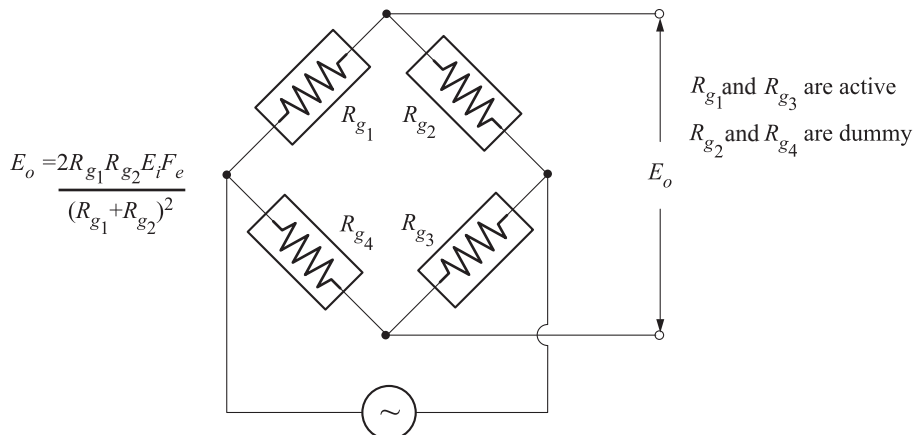 R_g1 and R_g3 are active
R_g2 and R_g4 are dummy
R_g1
R_g2
E_o = 2R_g1 R_g2 E_i F_e
(R_g1+R_g2)^2
E_o
R_g4
R_g3
~